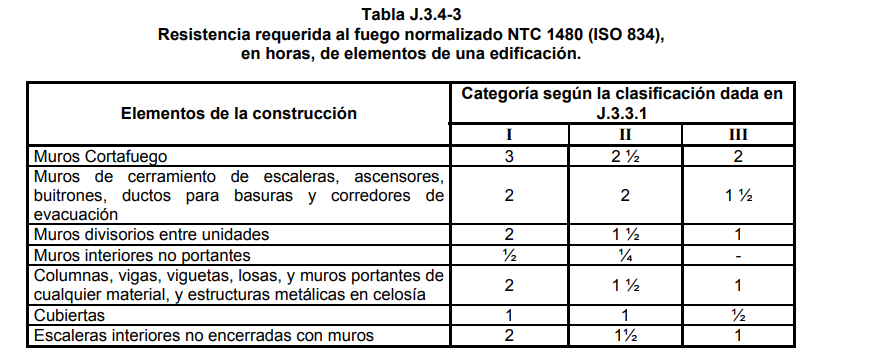 Tabla J.3.4-3
Resistencia requerida al fuego normalizado NTC 1480 (ISO 834),
en horas, de elementos de una edificación.
Elementos de la construcción
Categoría según la clasificación dada en
J.3.3.1
I II III
Muros Cortafuego 3 2 ½ 2
Muros de cerramiento de escaleras, ascensores,
buitrones, ductos para basuras y corredores de 2 2 1 ½
evacuación
Muros divisorios entre unidades 2 1 ½ 1
Muros interiores no portantes ½ ¼ -
Columnas, vigas, viguetas, losas, y muros portantes de
cualquier material, y estructuras metálicas en celosía 2 1 ½ 1
Cubiertas 1 1 ½
Escaleras interiores no encerradas con muros 2 1½ 1